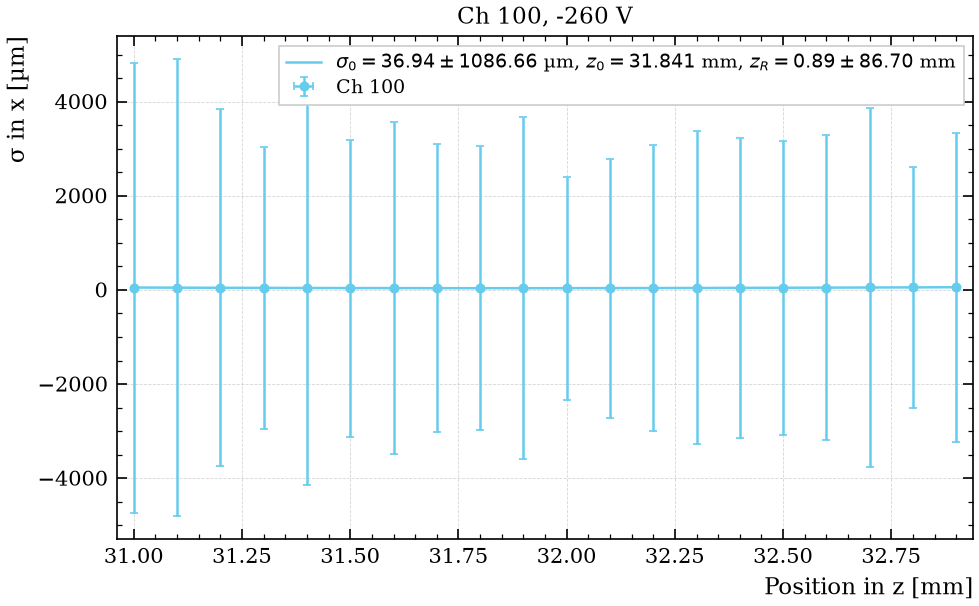 Ch 100, -260 V
σ in x [µm]
σ₀ = 36.94 ± 1086.66 µm, z₀ = 31.841 mm, z_R = 0.89 ± 86.70 mm
Ch 100
4000
2000
0
−2000
−4000
31.00 31.25 31.50 31.75 32.00 32.25 32.50 32.75
Position in z [mm]